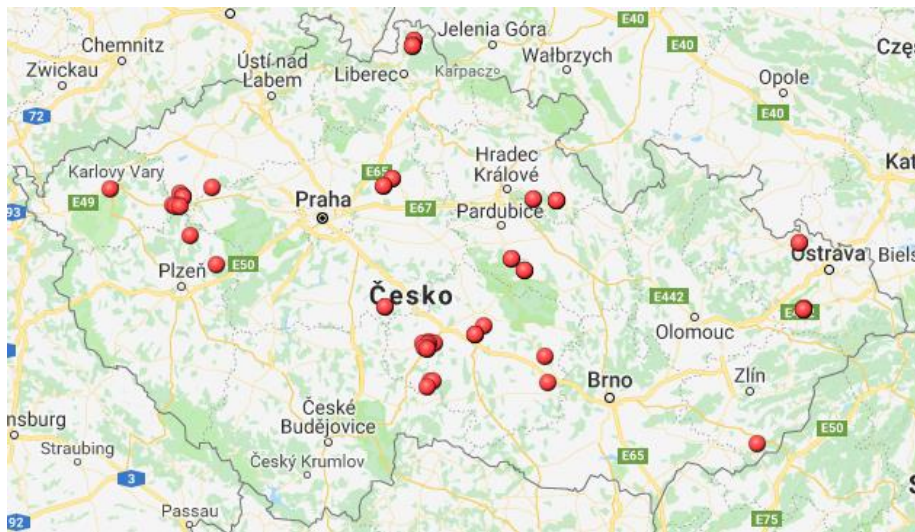 Chemnitz
Zwickau
72
Ústí nad
Labem
Liberec
Jelenia Góra
Karpacz
Wałbrzych
E40
E40
Opole
E40
Karlovy Vary
E49
93
Praha
E65
E67
Hradec
Králové
Pardubice
Plzeň
E50
Česko
E442
Olomouc
Ostrava
Brno
Zlín
E50
E65
E75
České
Budějovice
Český Krumlov
Straubing
3
Passau
92